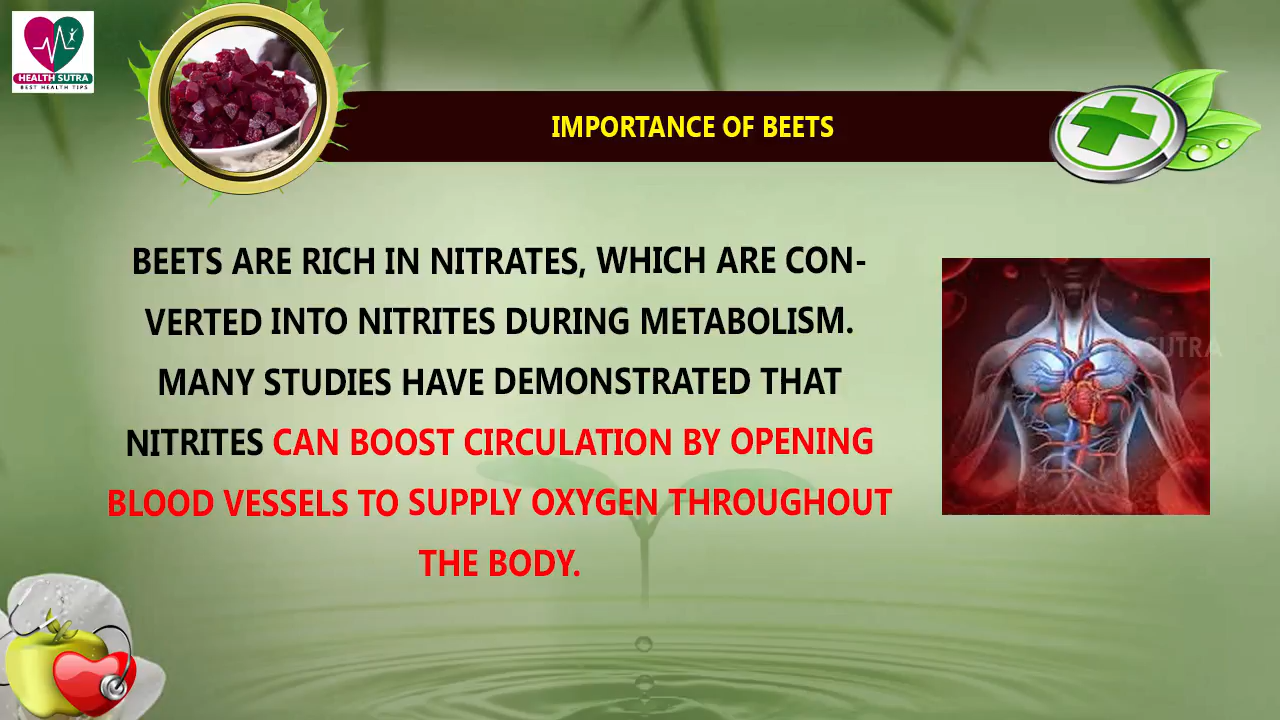 HEALTH SUTRA
BEST HEALTH TIPS
IMPORTANCE OF BEETS
BEETS ARE RICH IN NITRATES, WHICH ARE CON-
VERTED INTO NITRITES DURING METABOLISM.
MANY STUDIES HAVE DEMONSTRATED THAT
NITRITES CAN BOOST CIRCULATION BY OPENING
BLOOD VESSELS TO SUPPLY OXYGEN THROUGHOUT
THE BODY.
SUTRA